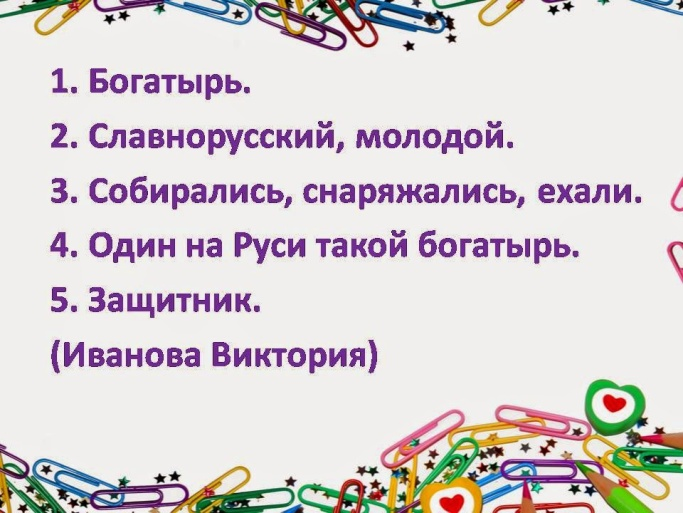 1. Богатырь.
2. Славнорусский, молодой.
3. Собирались, снаряжались, ехали.
4. Один на Руси такой богатырь.
5. Защитник.
(Иванова Виктория)